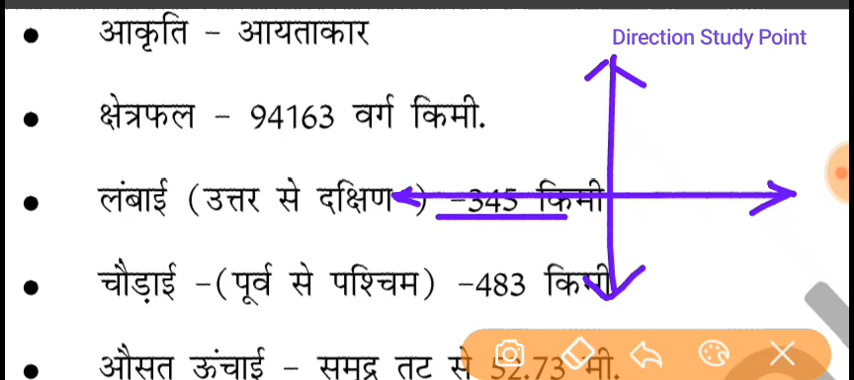 Direction Study Point
● आकृति – आयताकार
● क्षेत्रफल – 94163 वर्ग किमी.
● लंबाई (उत्तर से दक्षिण ) –345 किमी
● चौड़ाई –(पूर्व से पश्चिम) –483 किमी
● औसत ऊंचाई – समुद्र तट से 52.73 मी.